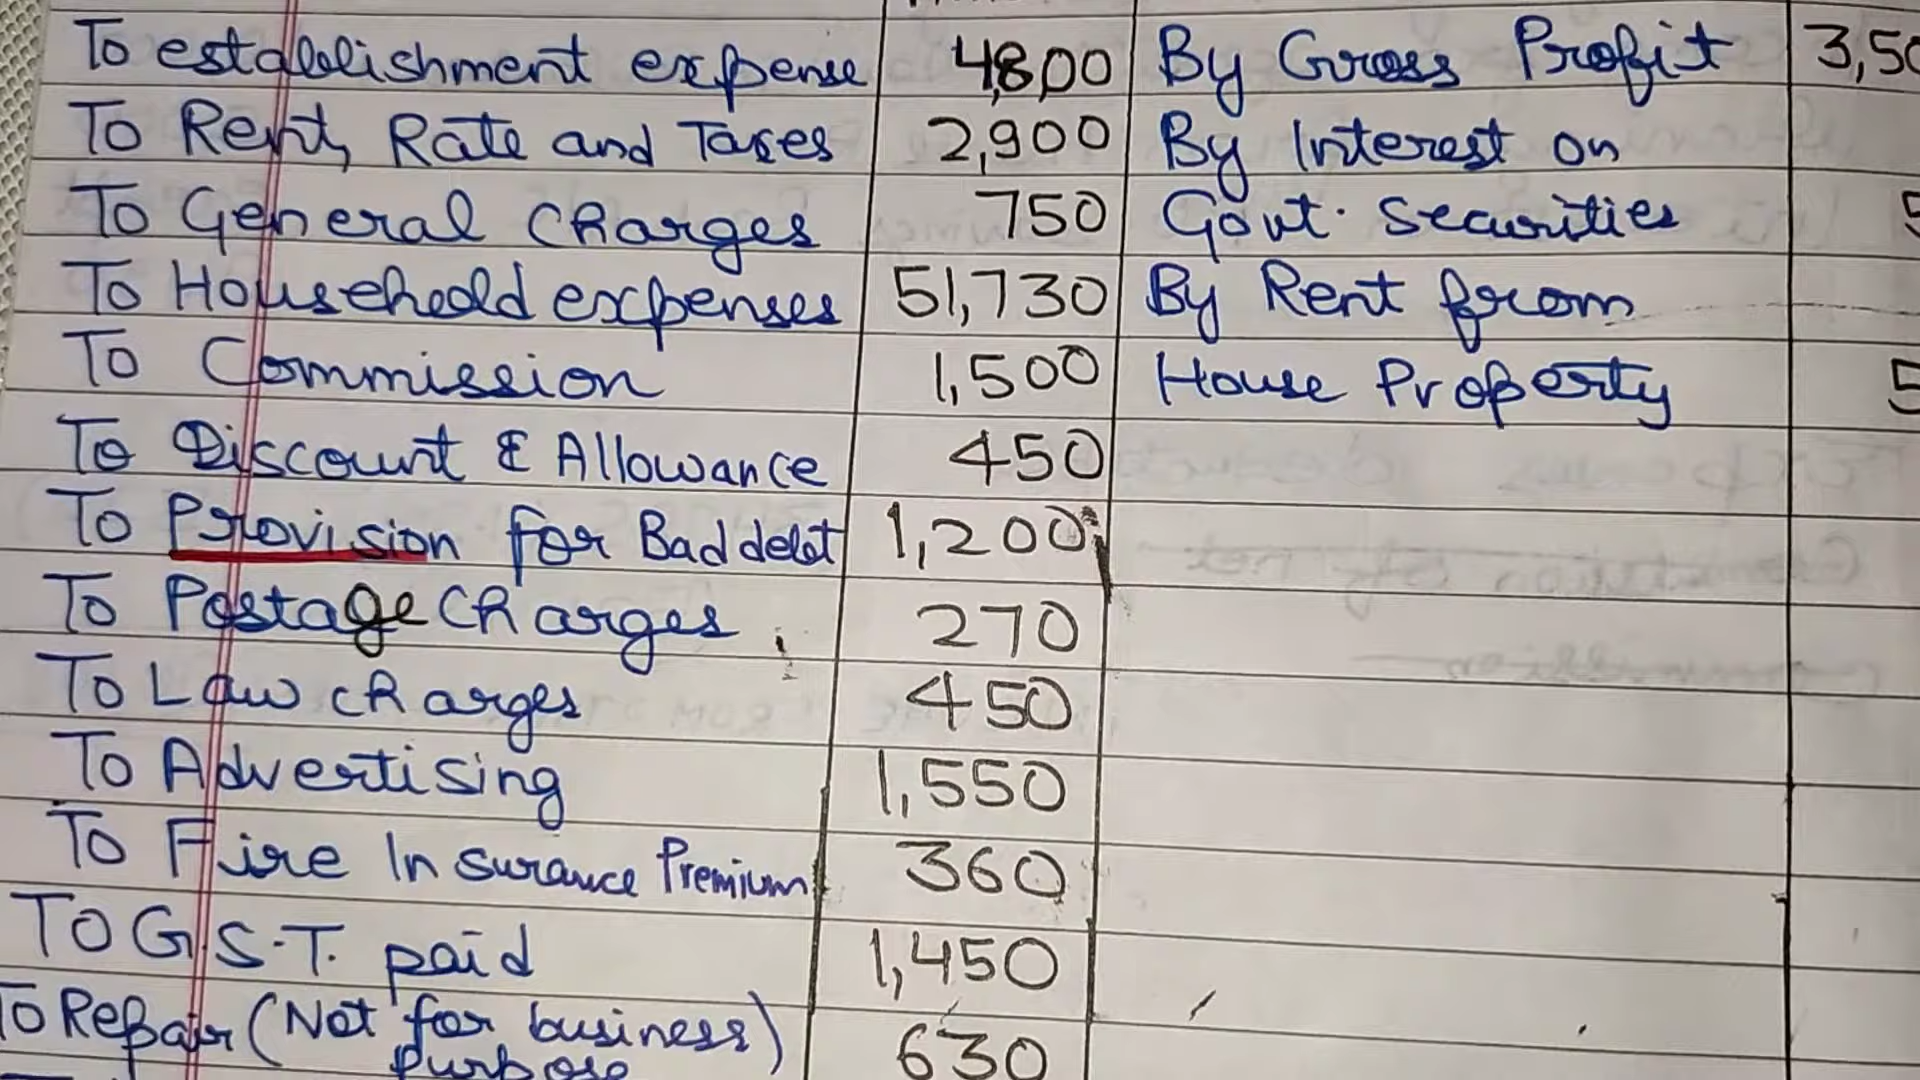 To establishment expense 4,800 By Gross Profit 3,50
To Rent, Rate and Taxes 2,900 By Interest on
To General Charges 750 Govt. Securities 5
To Household expenses 51,730 By Rent from
To Commission 1,500 House Property 5
To Discount & Allowance 450
To Provision for Bad debt 1,200
To Postage Charges 270
To Law charges 450
To Advertising 1,550
To Fire Insurance Premium 360
To G.S.T. paid 1,450
To Repair (Not for business) 630
purpose